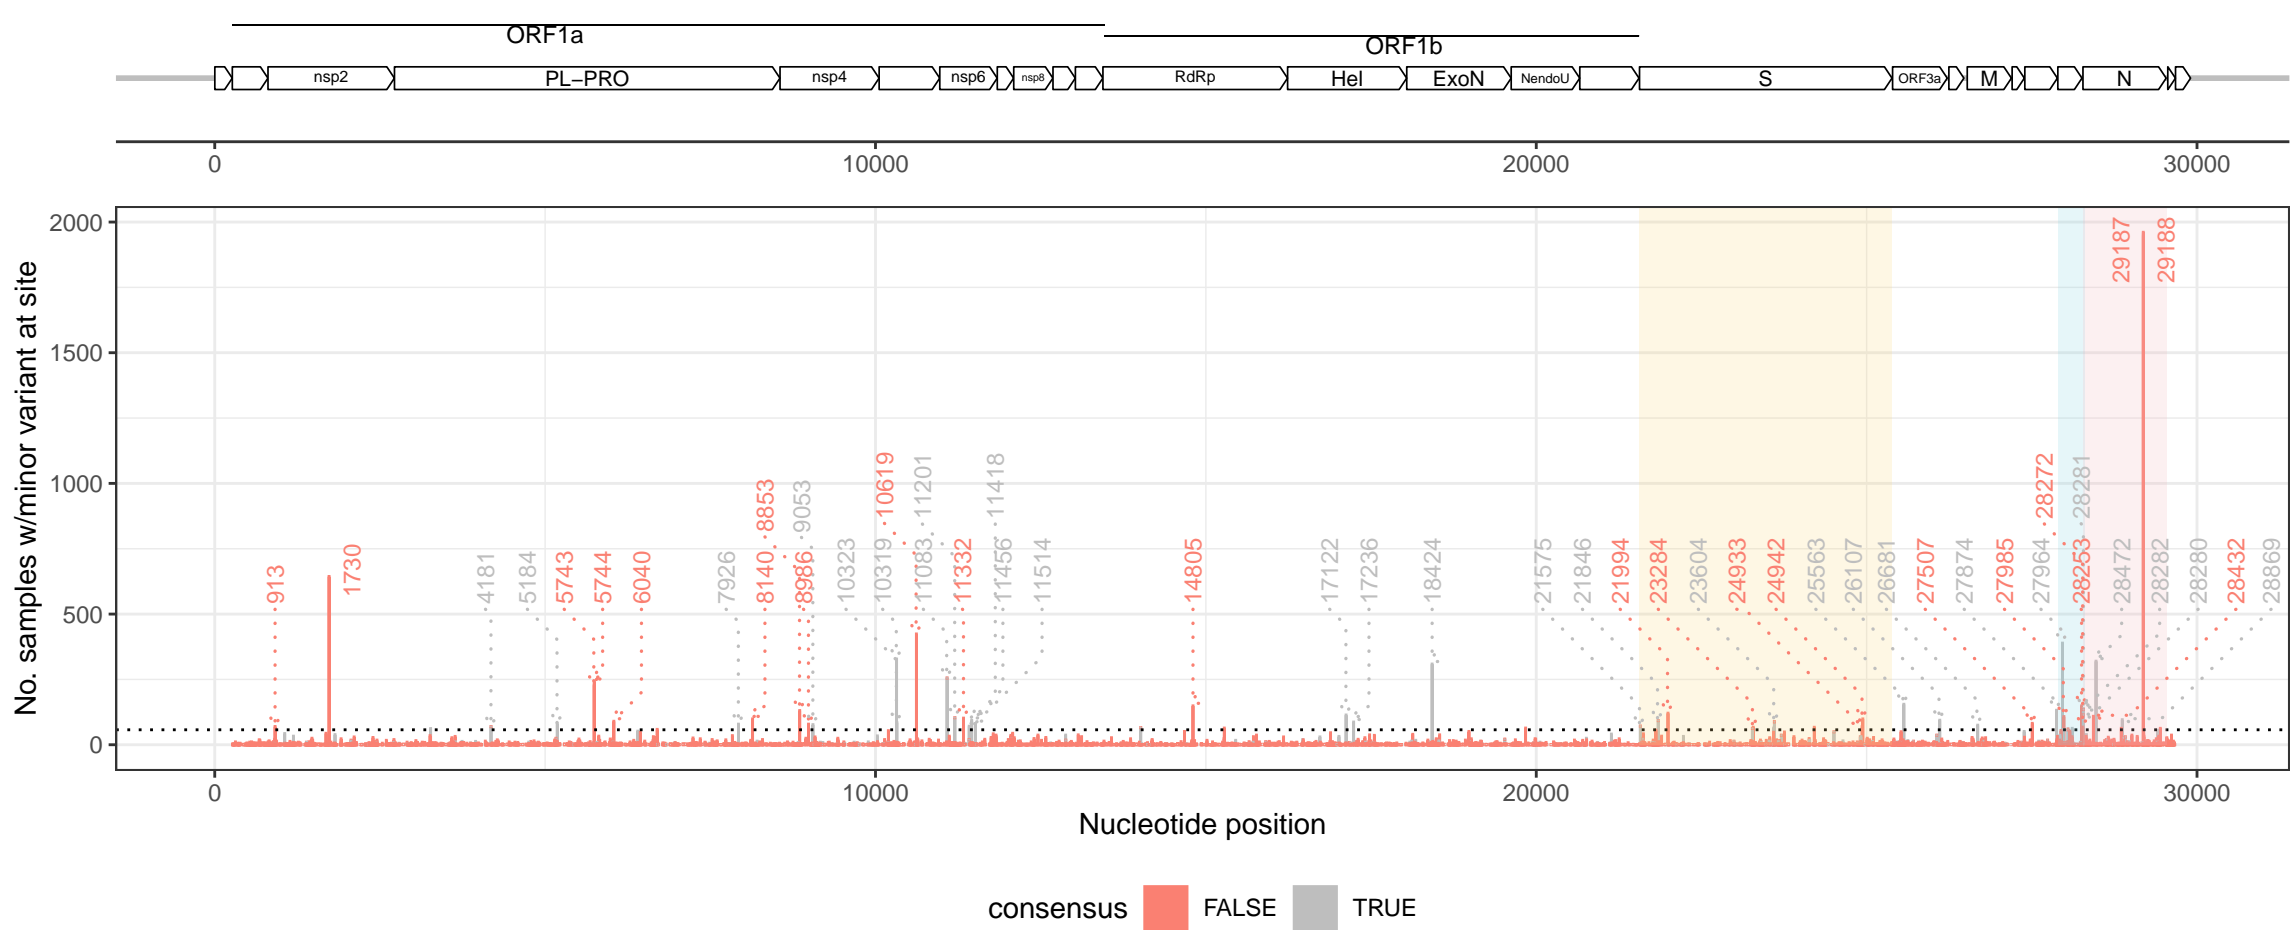 ORF1a
ORF1b
nsp2 PL−PRO nsp4 nsp6 nsp8 RdRp Hel ExoN NendoU S ORF3a M N
0 10000 20000 30000
No. samples w/minor variant at site
2000
1500
1000
500
0
29187 29188
8853 9053 10619 11201 11418 28272 28281
913 1730 4181 5184 5743 5744 6040 7926 8140 8986 10323 10319 11083 11332 11456 11514 14805 17122 17236 18424 21575 21846 21994 23284 23604 24933 24942 25563 26107 26681 27507 27874 27985 27964 28253 28472 28282 28280 28432 28869
0 10000 20000 30000
Nucleotide position
consensus FALSE TRUE